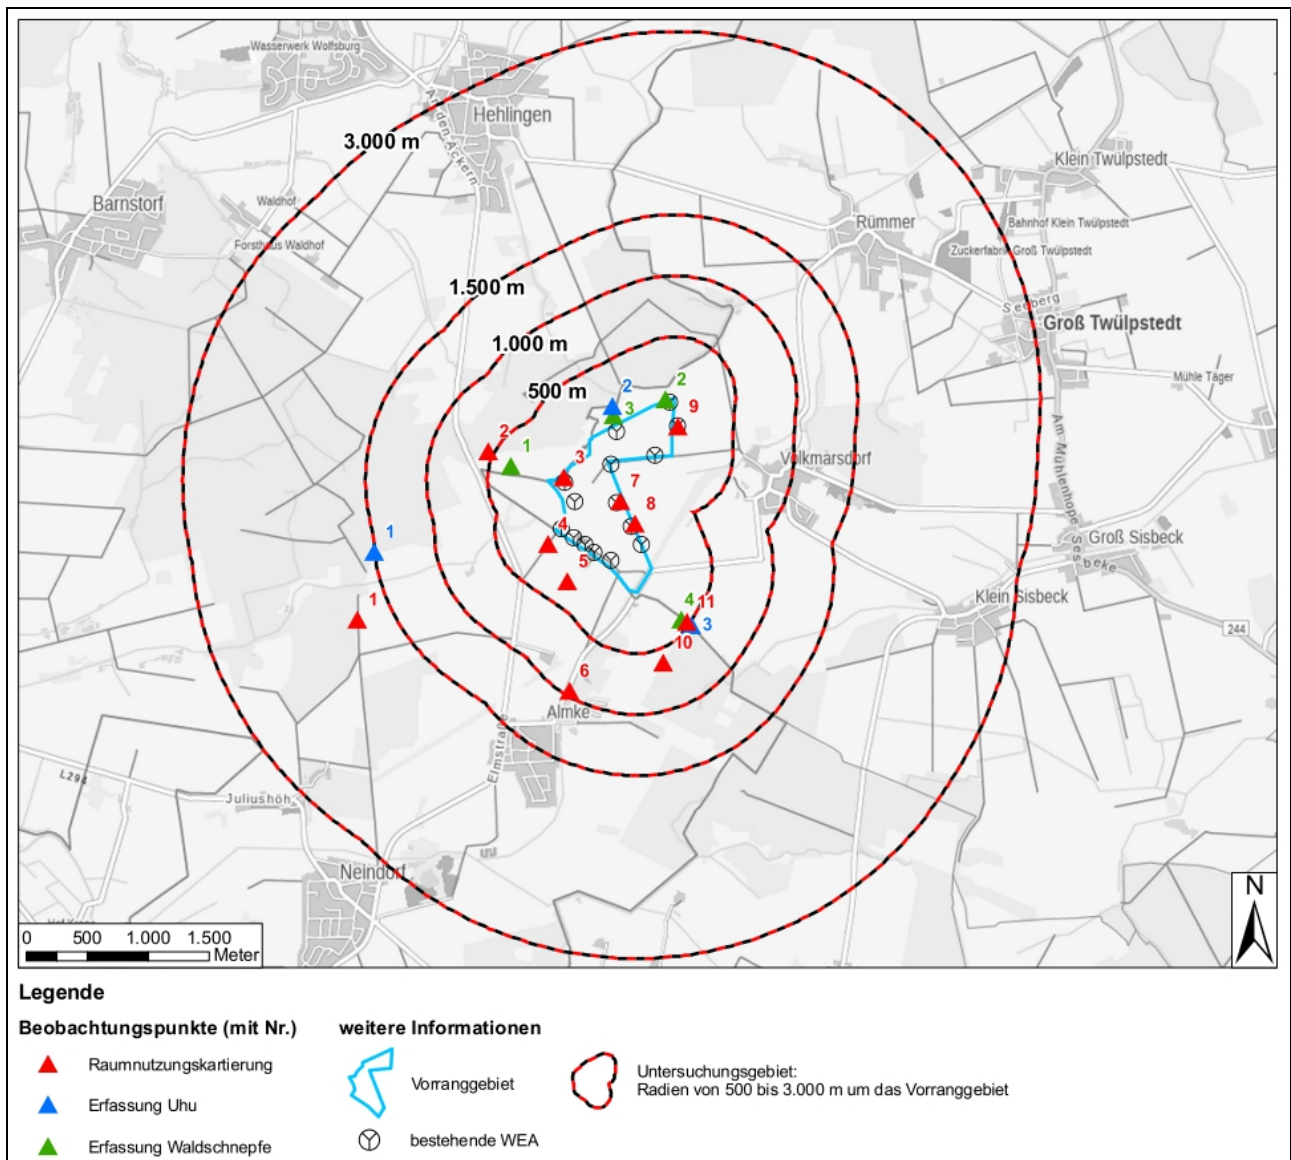 Wasserwerk Wolfsburg
Hehlingen
An den Äckern
3.000 m
Klein Twülpstedt
Barnstorf
Waldhof
Rümmer
Bahnhof Klein Twülpstedt
Forsthaus Waldhof
Zuckerfabrik Groß Twülpstedt
1.500 m
Seeberg
Groß Twülpstedt
1.000 m
Mühle Täger
500 m
2
2
3
9
2
1
3
Volkmarsdorf
Am Mühlenhope
7
8
4
1
Groß Sisbeck
Sesbeke
5
1
4
11
Klein Sisbeck
3
244
10
6
Almke
Elmstraße
L294
Juliushöh
Neindorf
N
0 500 1.000 1.500
Meter
Legende
Beobachtungspunkte (mit Nr.)
weitere Informationen
Raumnutzungskartierung
Vorranggebiet
Untersuchungsgebiet:
Radien von 500 bis 3.000 m um das Vorranggebiet
Erfassung Uhu
bestehende WEA
Erfassung Waldschnepfe